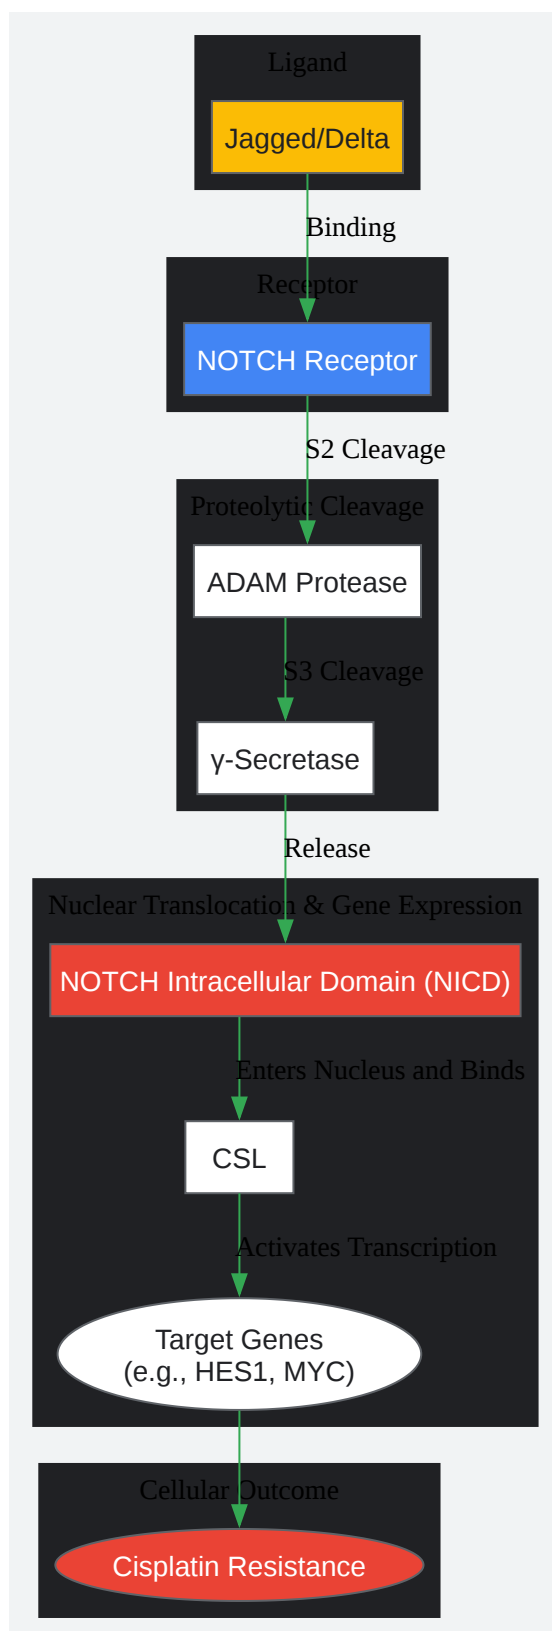 Ligand
Jagged/Delta
Binding
Receptor
NOTCH Receptor
S2 Cleavage
Proteolytic Cleavage
ADAM Protease
S3 Cleavage
γ-Secretase
Release
Nuclear Translocation & Gene Expression
NOTCH Intracellular Domain (NICD)
Enters Nucleus and Binds
CSL
Activates Transcription
Target Genes
(e.g., HES1, MYC)
Cellular Outcome
Cisplatin Resistance